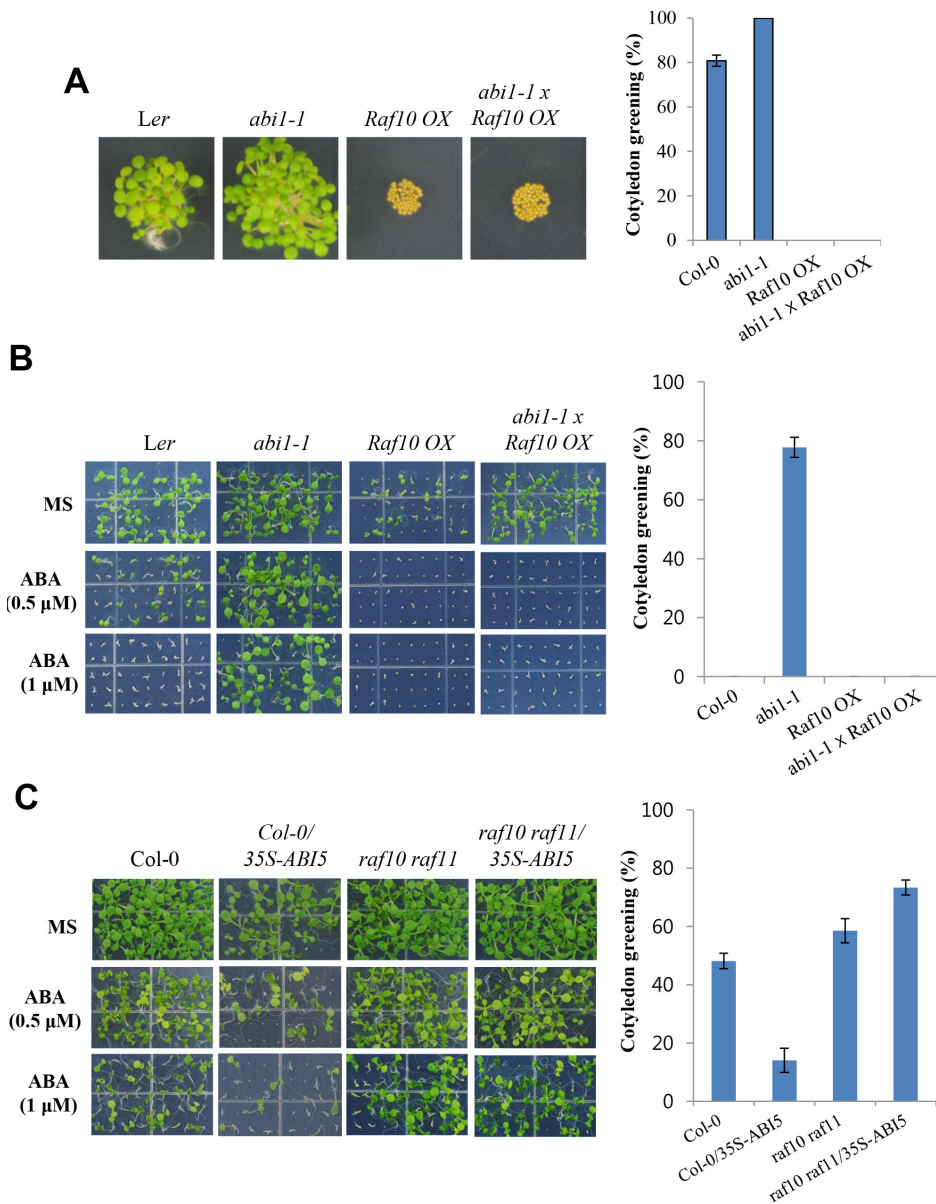 A
Ler
abi1-1
Raf10 OX
abi1-1 x
Raf10 OX
Cotyledon greening (%)
100
80
60
40
20
0
Col-0
abi1-1
Raf10 OX
abi1-1 x Raf10 OX
B
Ler
abi1-1
Raf10 OX
abi1-1 x
Raf10 OX
MS
ABA
(0.5 μM)
ABA
(1 μM)
Cotyledon greening (%)
100
80
60
40
20
0
Col-0
abi1-1
Raf10 OX
abi1-1 x Raf10 OX
C
Col-0
Col-0/
35S-ABI5
raf10 raf11
raf10 raf11/
35S-ABI5
MS
ABA
(0.5 μM)
ABA
(1 μM)
Cotyledon greening (%)
100
80
60
40
20
0
Col-0
Col-0/35S-ABI5
raf10 raf11
raf10 raf11/35S-ABI5